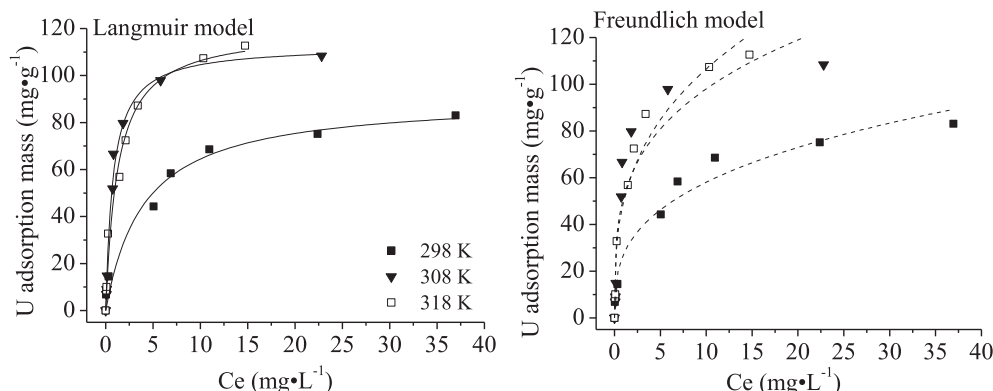 Langmuir model
U adsorption mass (mg•g⁻¹)
120
100
80
60
40
20
0
298 K
308 K
318 K
0 5 10 15 20 25 30 35 40
Ce (mg•L⁻¹)
Freundlich model
U adsorption mass (mg•g⁻¹)
120
100
80
60
40
20
0
0 5 10 15 20 25 30 35 40
Ce (mg•L⁻¹)